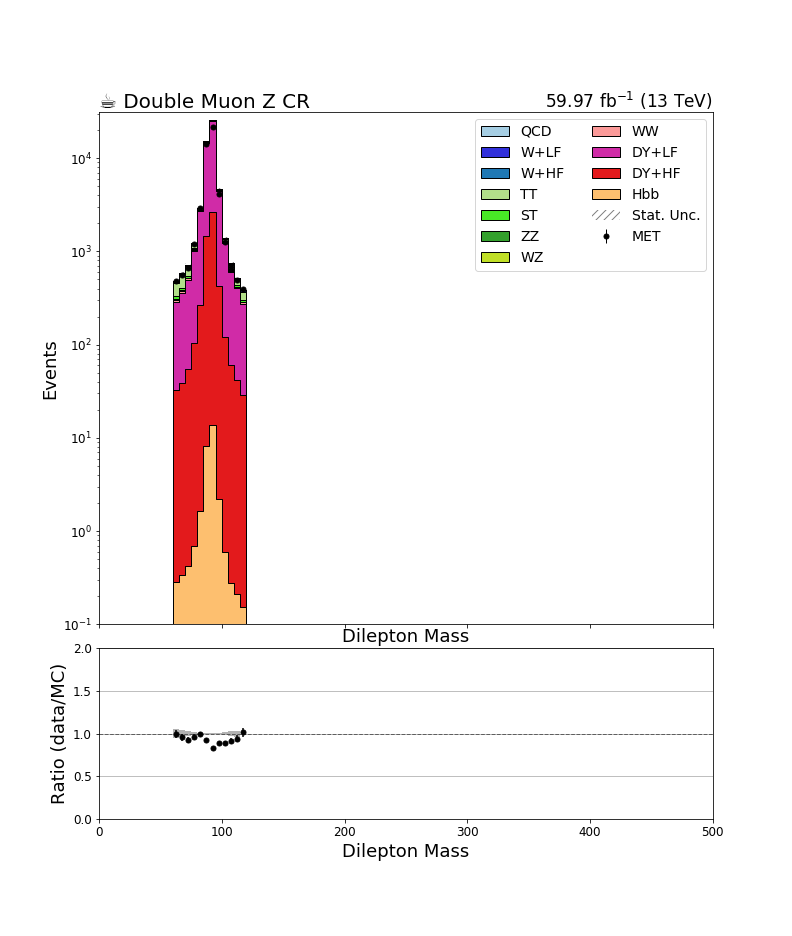 ☕ Double Muon Z CR 59.97 fb⁻¹ (13 TeV)
QCD WW
W+LF DY+LF
W+HF DY+HF
TT Hbb
ST Stat. Unc.
ZZ MET
WZ
10⁴
10³
10²
10¹
10⁰
10⁻¹
Events
Dilepton Mass
2.0
1.5
1.0
0.5
0.0
Ratio (data/MC)
0 100 200 300 400 500
Dilepton Mass